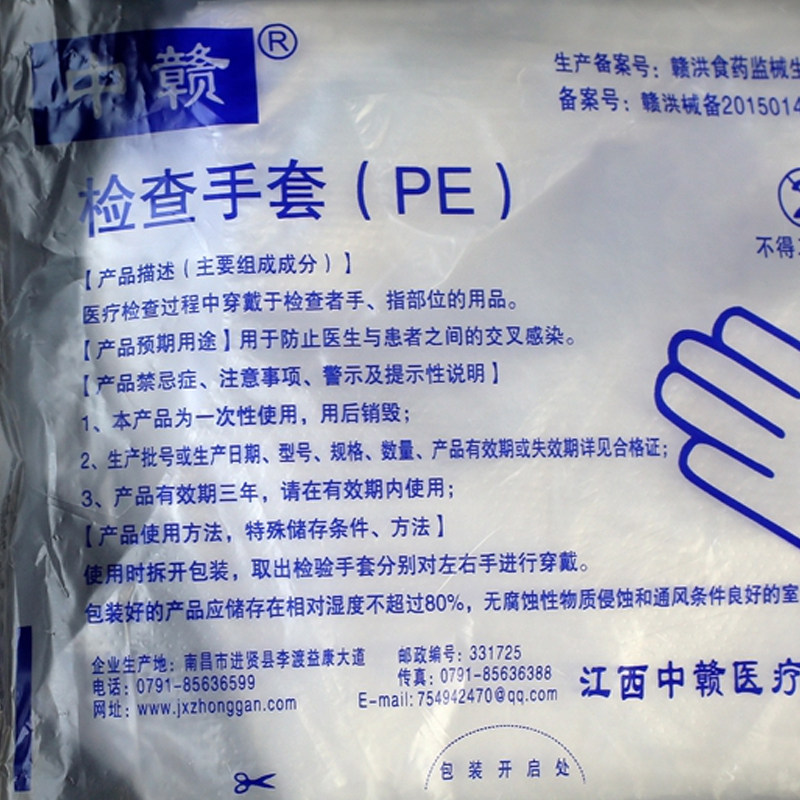 中赣®
生产备案号：赣洪食药监械生
备案号：赣洪械备2015014
检查手套（PE）
不得
【产品描述（主要组成成分）】
医疗检查过程中穿戴于检查者手、指部位的用品。
【产品预期用途】用于防止医生与患者之间的交叉感染。
【产品禁忌症、注意事项、警示及提示性说明】
1、本产品为一次性使用，用后销毁；
2、生产批号或生产日期、型号、规格、数量、产品有效期或失效期详见合格证；
3、产品有效期三年，请在有效期内使用；
【产品使用方法，特殊储存条件、方法】
使用时拆开包装，取出检验手套分别对左右手进行穿戴。
包装好的产品应储存在相对湿度不超过80%，无腐蚀性物质侵蚀和通风条件良好的室
企业生产地：南昌市进贤县李渡益康大道 邮政编号：331725
电话：0791-85636599 传真：0791-85636388
网址：www.jxzhonggan.com E-mail:754942470@qq.com
江西中赣医疗
包装开启处